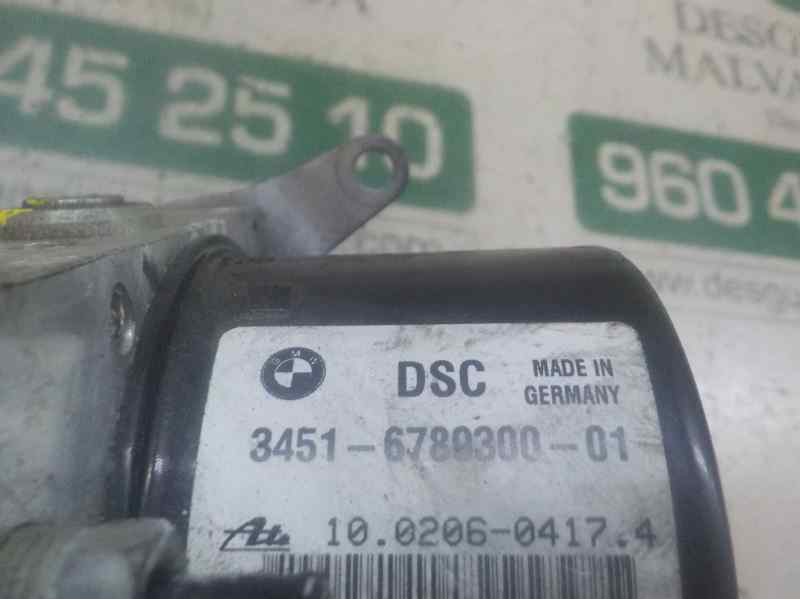 45 25 10
DESG
MALVA
960 4
BMW
DSC
MADE IN
GERMANY
3451-6789300-01
Ate 10.0206-0417.4